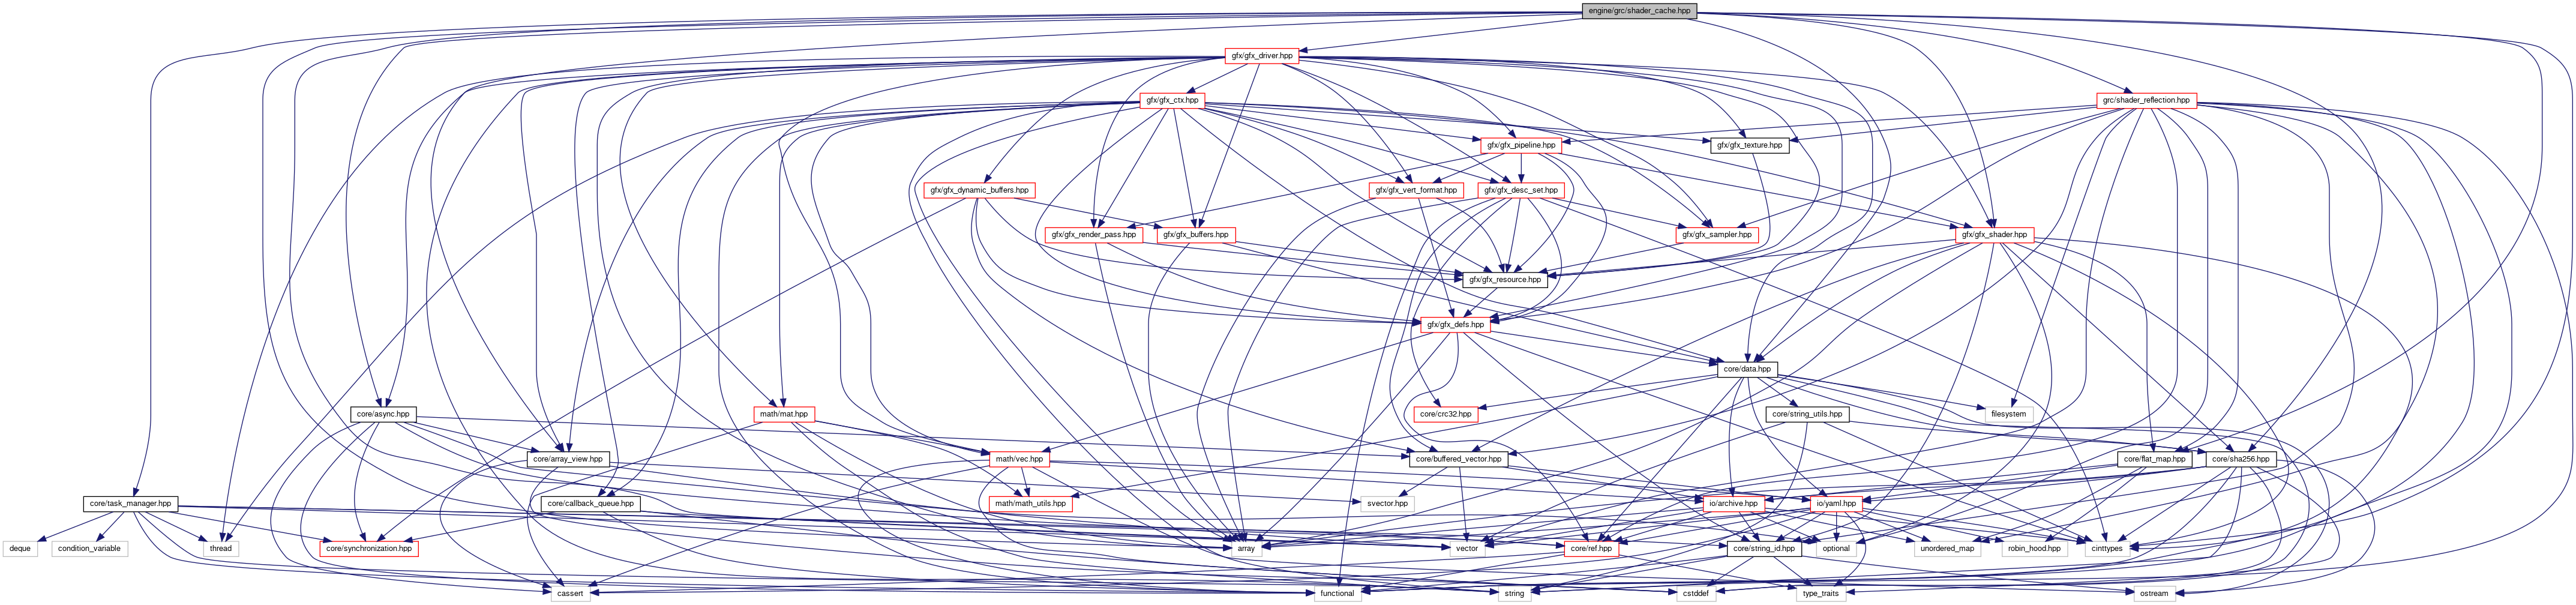 engine/grc/shader_cache.hpp
gfx/gfx_driver.hpp
gfx/gfx_ctx.hpp
grc/shader_reflection.hpp
gfx/gfx_pipeline.hpp
gfx/gfx_texture.hpp
gfx/gfx_dynamic_buffers.hpp
gfx/gfx_vert_format.hpp
gfx/gfx_desc_set.hpp
gfx/gfx_render_pass.hpp
gfx/gfx_buffers.hpp
gfx/gfx_sampler.hpp
gfx/gfx_shader.hpp
gfx/gfx_resource.hpp
gfx/gfx_defs.hpp
core/data.hpp
core/async.hpp
math/mat.hpp
core/crc32.hpp
core/string_utils.hpp
filesystem
core/array_view.hpp
math/vec.hpp
core/buffered_vector.hpp
core/flat_map.hpp
core/sha256.hpp
core/task_manager.hpp
core/callback_queue.hpp
svector.hpp
math/math_utils.hpp
io/archive.hpp
io/yaml.hpp
deque
condition_variable
thread
core/synchronization.hpp
array
vector
core/ref.hpp
core/string_id.hpp
optional
unordered_map
robin_hood.hpp
cinttypes
cassert
functional
string
cstddef
type_traits
ostream